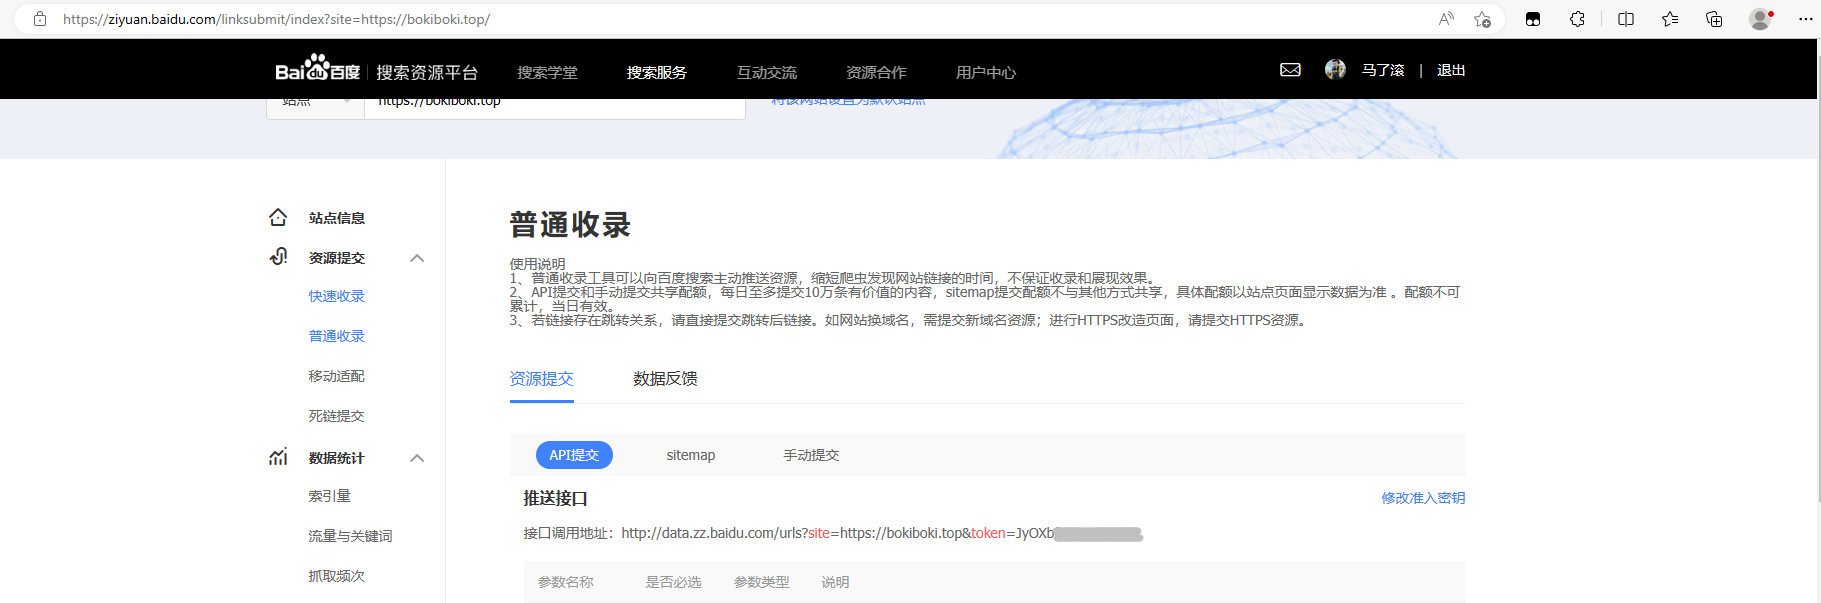 https://ziyuan.baidu.com/linksubmit/index?site=https://bokiboki.top/
Bai du 百度 | 搜索资源平台 搜索学堂 搜索服务 互动交流 资源合作 用户中心 马了滚 | 退出
站点 https://bokiboki.top 将该网站设置为默认站点
站点信息
资源提交
快速收录
普通收录
移动适配
死链提交
数据统计
索引量
流量与关键词
抓取频次
普通收录
使用说明
1、普通收录工具可以向百度搜索主动推送资源，缩短爬虫发现网站链接的时间，不保证收录和展现效果。
2、API提交和手动提交共享配额，每日至多提交10万条有价值的内容，sitemap提交配额不与其他方式共享，具体配额以站点页面显示数据为准 。配额不可
累计，当日有效。
3、若链接存在跳转关系，请直接提交跳转后链接。如网站换域名，需提交新域名资源；进行HTTPS改造页面，请提交HTTPS资源。
资源提交 数据反馈
API提交 sitemap 手动提交
推送接口 修改准入密钥
接口调用地址：http://data.zz.baidu.com/urls?site=https://bokiboki.top&token=JyOXb
参数名称 是否必选 参数类型 说明